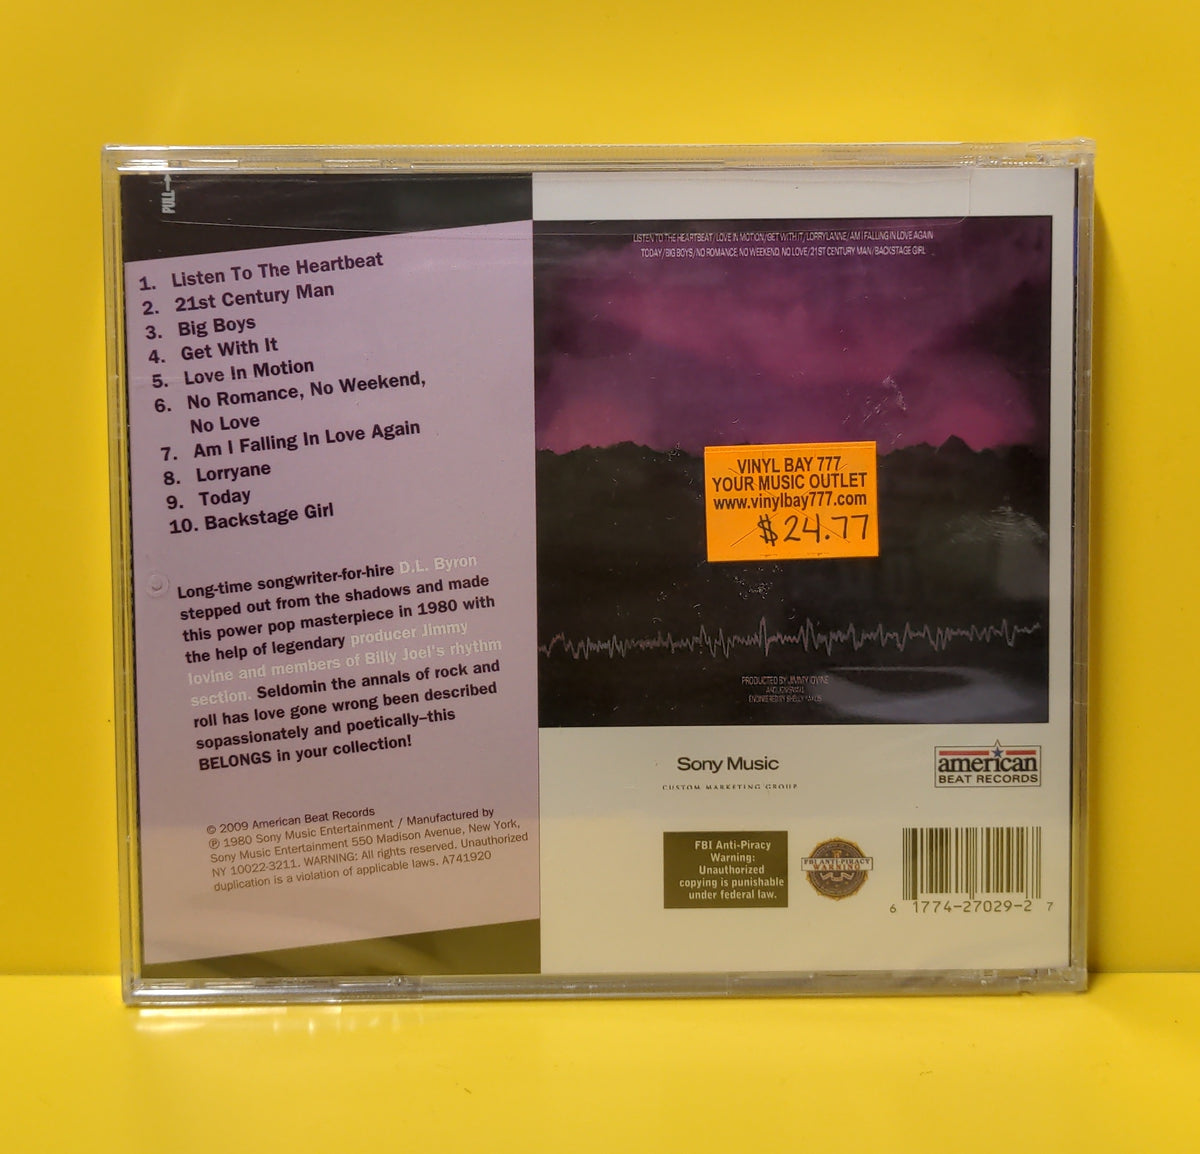 PULL→
1. Listen To The Heartbeat
2. 21st Century Man
3. Big Boys
4. Get With It
5. Love In Motion
6. No Romance, No Weekend,
No Love
7. Am I Falling In Love Again
8. Lorryane
9. Today
10. Backstage Girl
Long-time songwriter-for-hire D.L. Byron
stepped out from the shadows and made
this power pop masterpiece in 1980 with
the help of legendary producer Jimmy
Iovine and members of Billy Joel's rhythm
section. Seldomin the annals of rock and
roll has love gone wrong been described
sopassionately and poetically–this
BELONGS in your collection!
© 2009 American Beat Records
℗ 1980 Sony Music Entertainment / Manufactured by
Sony Music Entertainment 550 Madison Avenue, New York,
NY 10022-3211. WARNING: All rights reserved. Unauthorized
duplication is a violation of applicable laws. A741920
LISTEN TO THE HEARTBEAT/LOVE IN MOTION/GET WITH IT/LORRYLANNE/AM I FALLING IN LOVE AGAIN
TODAY/BIG BOYS/NO ROMANCE, NO WEEKEND, NO LOVE/21ST CENTURY MAN/BACKSTAGE GIRL
VINYL BAY 777
YOUR MUSIC OUTLET
www.vinylbay777.com
$24.77
PRODUCED BY JIMMY IOVINE
ENGINEERED BY SHELLY YAKUS
Sony Music
CUSTOM MARKETING GROUP
american
BEAT RECORDS
FBI Anti-Piracy
Warning:
Unauthorized
copying is punishable
under federal law.
FBI ANTI-PIRACY
WARNING
6 1774-27029-2 7